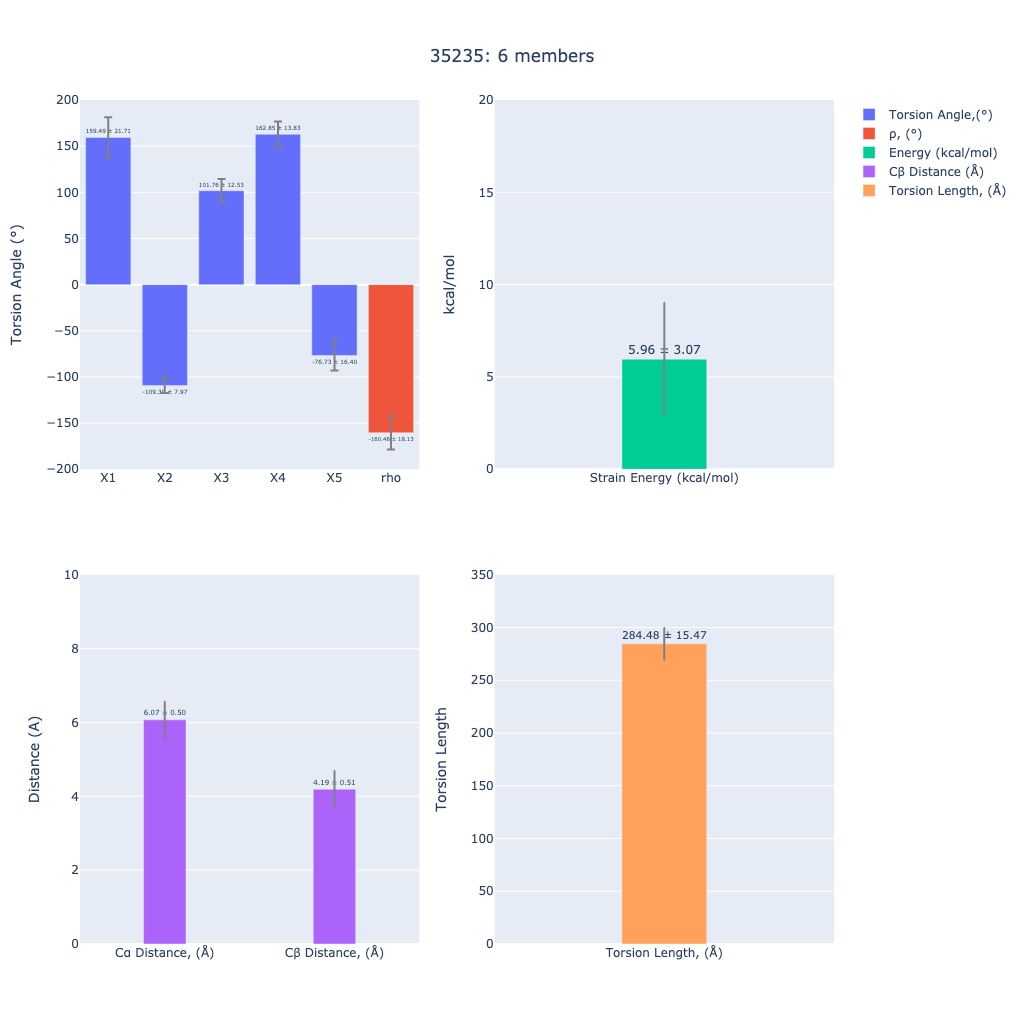 35235: 6 members
Torsion Angle (°)
200
150
100
50
0
−50
−100
−150
−200
159.49 ± 21.71
101.76 ± 12.53
162.85 ± 13.83
-76.73 ± 16.40
-160.46 ± 18.13
X1 X2 X3 X4 X5 rho
kcal/mol
20
15
10
5
0
5.96 ± 3.07
Strain Energy (kcal/mol)
Torsion Angle,(°)
ρ, (°)
Energy (kcal/mol)
Cβ Distance (Å)
Torsion Length, (Å)
Distance (A)
10
8
6
4
2
0
6.07 ± 0.50
4.19 ± 0.51
Cα Distance, (Å) Cβ Distance, (Å)
Torsion Length
350
300
250
200
150
100
50
0
284.48 ± 15.47
Torsion Length, (Å)